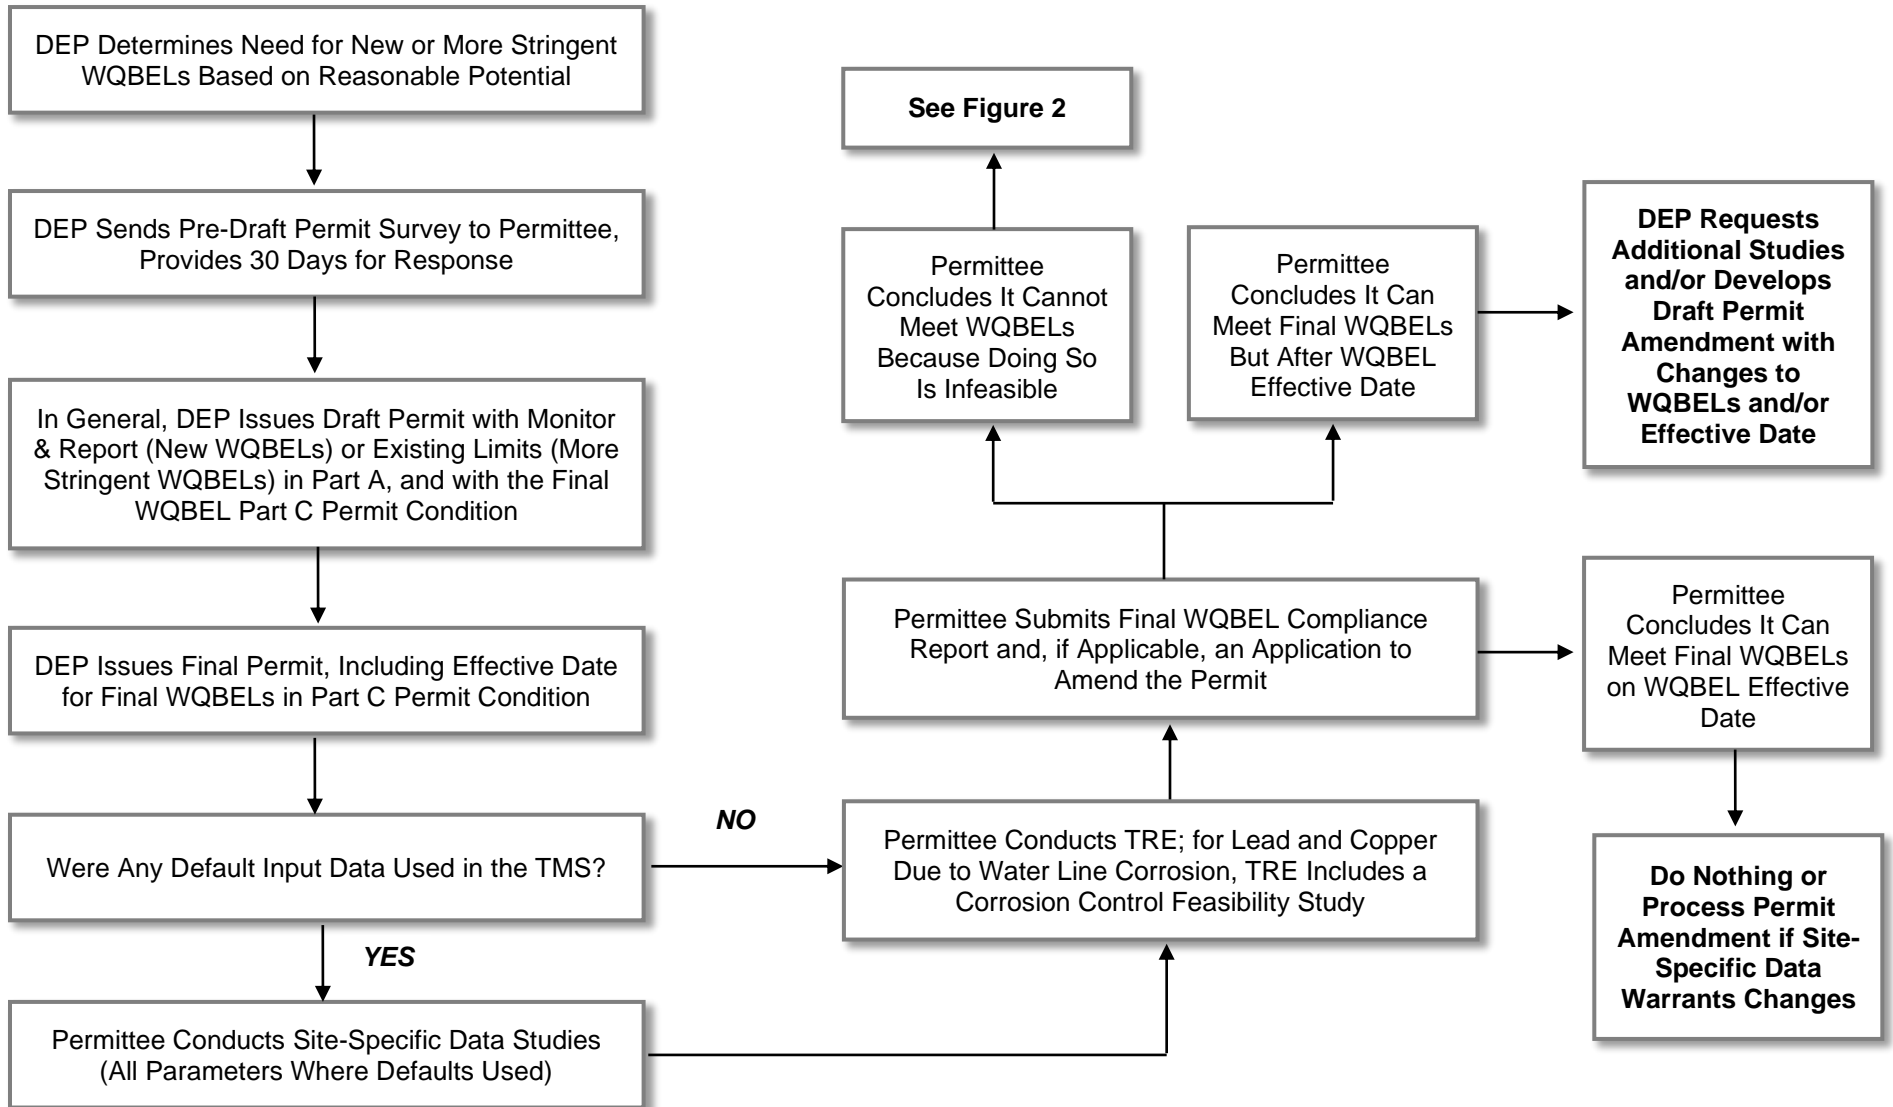 DEP Determines Need for New or More Stringent
WQBELs Based on Reasonable Potential
DEP Sends Pre-Draft Permit Survey to Permittee,
Provides 30 Days for Response
In General, DEP Issues Draft Permit with Monitor
& Report (New WQBELs) or Existing Limits (More
Stringent WQBELs) in Part A, and with the Final
WQBEL Part C Permit Condition
DEP Issues Final Permit, Including Effective Date
for Final WQBELs in Part C Permit Condition
Were Any Default Input Data Used in the TMS?
NO
YES
Permittee Conducts Site-Specific Data Studies
(All Parameters Where Defaults Used)
Permittee Conducts TRE; for Lead and Copper
Due to Water Line Corrosion, TRE Includes a
Corrosion Control Feasibility Study
Permittee Submits Final WQBEL Compliance
Report and, if Applicable, an Application to
Amend the Permit
Permittee
Concludes It Cannot
Meet WQBELs
Because Doing So
Is Infeasible
See Figure 2
Permittee
Concludes It Can
Meet Final WQBELs
But After WQBEL
Effective Date
DEP Requests
Additional Studies
and/or Develops
Draft Permit
Amendment with
Changes to
WQBELs and/or
Effective Date
Permittee
Concludes It Can
Meet Final WQBELs
on WQBEL Effective
Date
Do Nothing or
Process Permit
Amendment if Site-
Specific Data
Warrants Changes